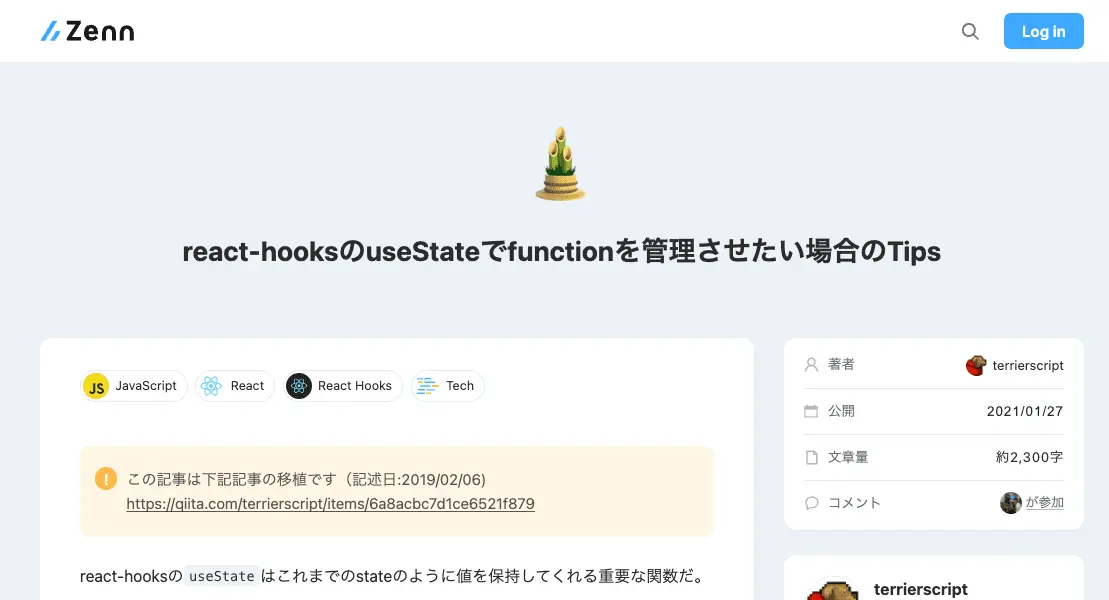 Zenn
Log in
react-hooksのuseStateでfunctionを管理させたい場合のTips
JS JavaScript React React Hooks Tech
この記事は下記記事の移植です（記述日:2019/02/06)
https://qiita.com/terrierscript/items/6a8acbc7d1ce6521f879
react-hooksの useState はこれまでのstateのように値を保持してくれる重要な関数だ。
著者 terrierscript
公開 2021/01/27
文章量 約2,300字
コメント が参加
terrierscript